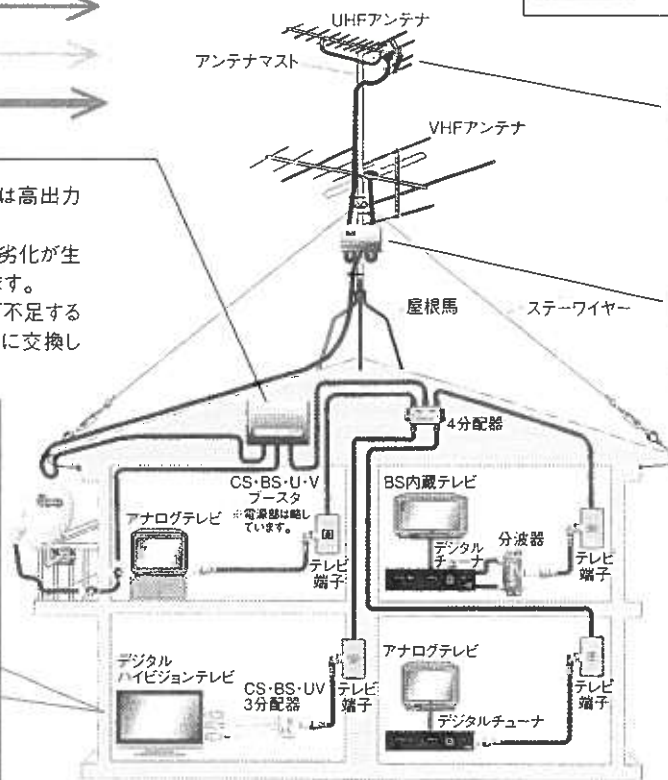 UHFアンテナ
アンテナマスト
VHFアンテナ
は高出力
劣化が生
ます。
不足する
に交換し
屋根馬
ステーワイヤー
4分配器
CS・BS・U・V
ブースタ
※電源部は略し
ています。
アナログテレビ
テレビ
端子
BS内蔵テレビ
デジタル
チューナ
分波器
テレビ
端子
デジタル
ハイビジョンテレビ
CS・BS・UV
3分配器
テレビ
端子
アナログテレビ
デジタルチューナ
テレビ
端子